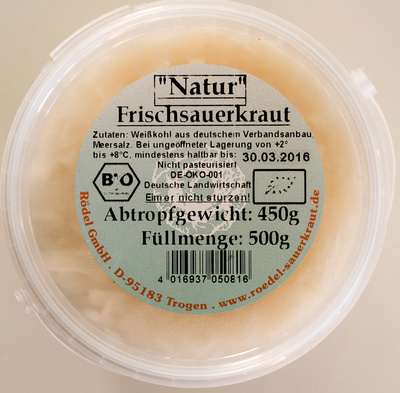 "Natur"
Frischsauerkraut
Zutaten: Weißkohl aus deutschem Verbandsanbau,
Meersalz. Bei ungeöffneter Lagerung von +2°
bis +8°C, mindestens haltbar bis: 30.03.2016
Nicht pasteurisiert
DE-ÖKO-001
Deutsche Landwirtschaft
Bio
Eimer nicht stürzen!
Abtropfgewicht: 450g
Füllmenge: 500g
4 016937 050816
Rödel GmbH . D-95183 Trogen . www.roedel-sauerkraut.de